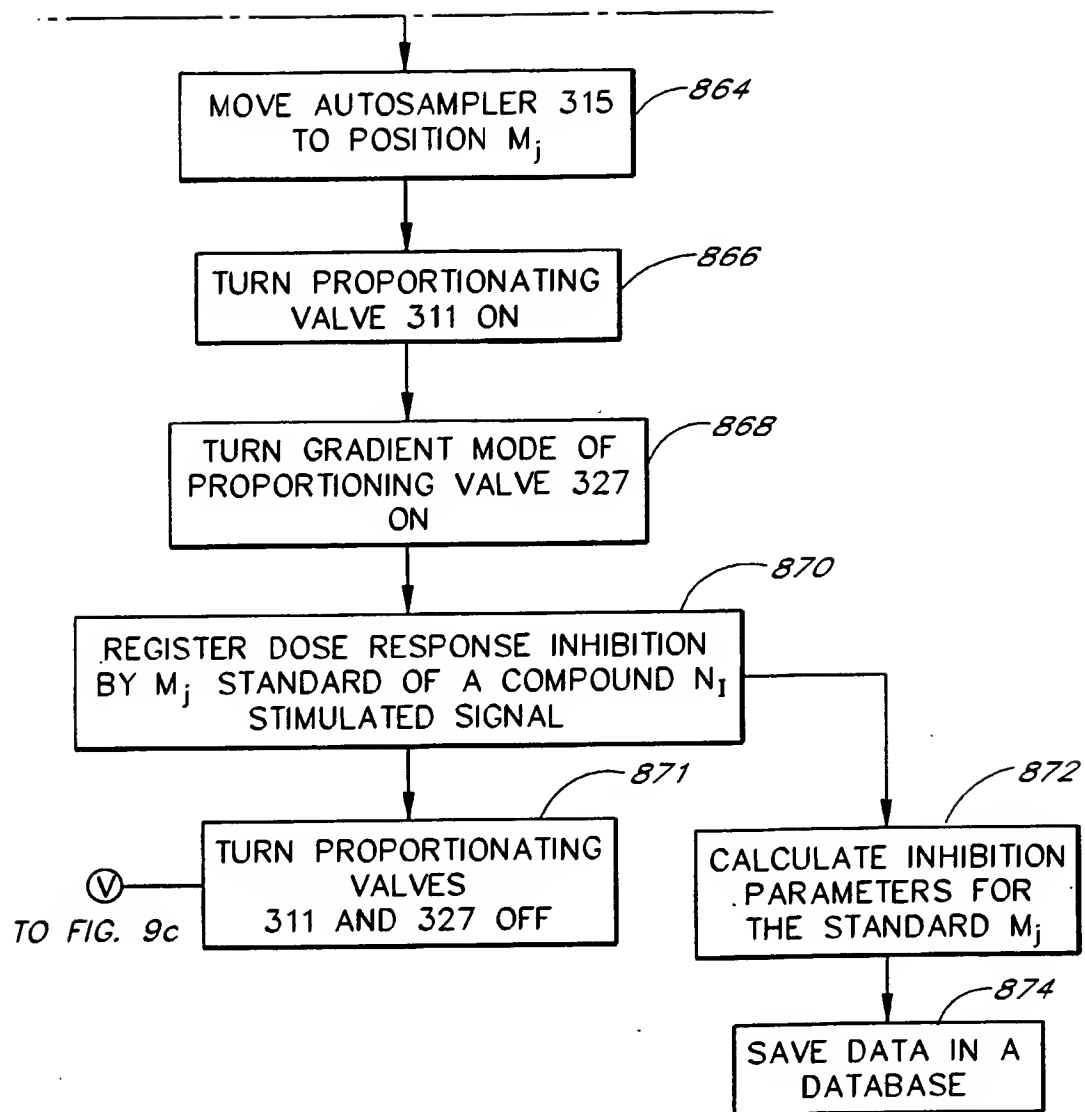 864
MOVE AUTOSAMPLER 315
TO POSITION Mj
866
TURN PROPORTIONATING
VALVE 311 ON
868
TURN GRADIENT MODE OF
PROPORTIONING VALVE 327
ON
870
REGISTER DOSE RESPONSE INHIBITION
BY Mj STANDARD OF A COMPOUND NI
STIMULATED SIGNAL
871
TURN PROPORTIONATING
VALVES
311 AND 327 OFF
V
TO FIG. 9c
872
CALCULATE INHIBITION
PARAMETERS FOR
THE STANDARD Mj
874
SAVE DATA IN A
DATABASE